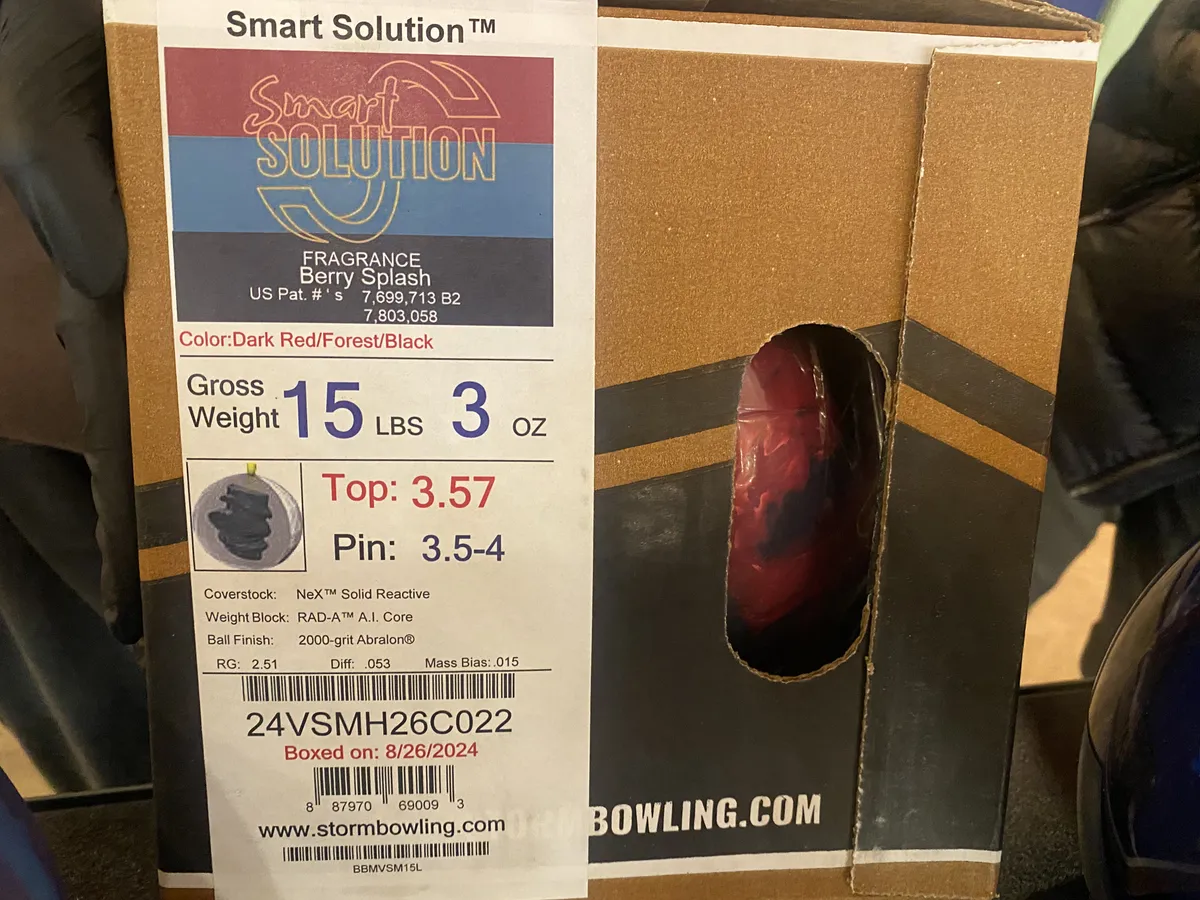 Smart Solution™
Smart
SOLUTION
FRAGRANCE
Berry Splash
US Pat. # ' s 7,699,713 B2
7,803,058
Color:Dark Red/Forest/Black
Gross Weight 15 LBS 3 OZ
Top: 3.57
Pin: 3.5-4
Coverstock: NeX™ Solid Reactive
Weight Block: RAD-A™ A.I. Core
Ball Finish: 2000-grit Abralon®
RG: 2.51 Diff: .053 Mass Bias: .015
24VSMH26C022
Boxed on: 8/26/2024
8 87970 69009 3
www.stormbowling.com
BBMVSM15L
STORMBOWLING.COM